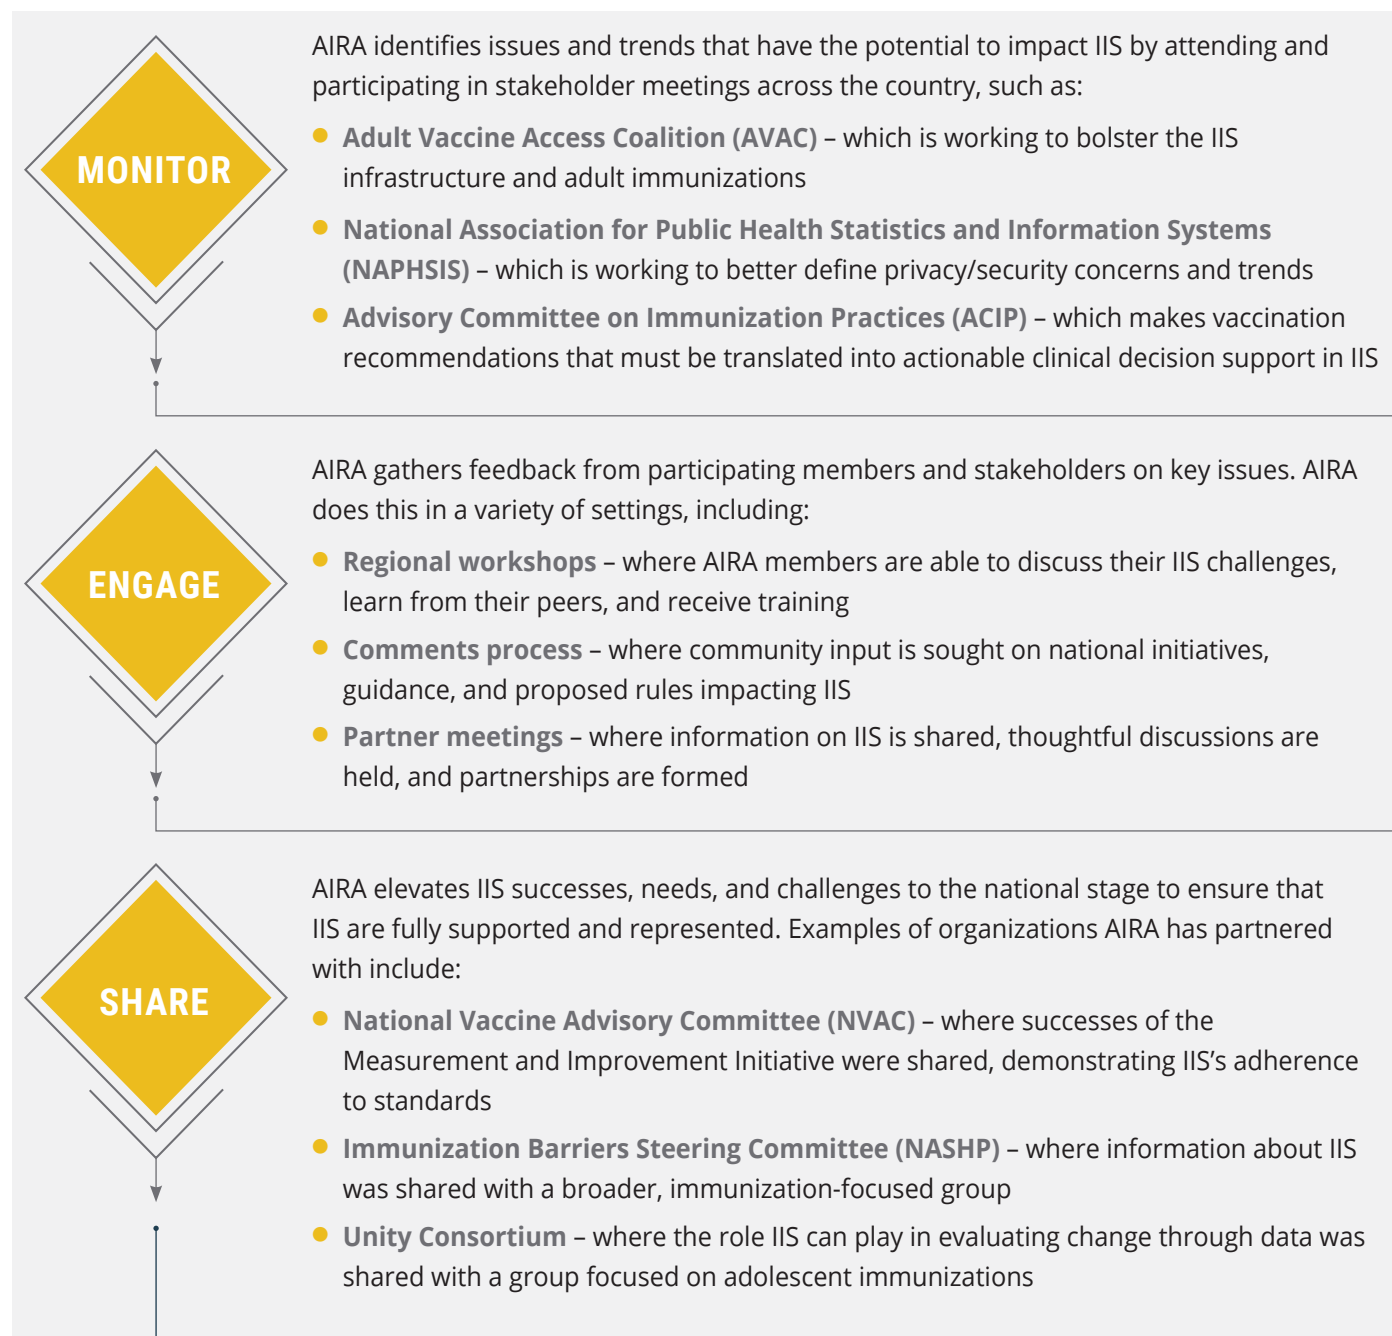 MONITOR
AIRA identifies issues and trends that have the potential to impact IIS by attending and
participating in stakeholder meetings across the country, such as:
• Adult Vaccine Access Coalition (AVAC) – which is working to bolster the IIS
infrastructure and adult immunizations
• National Association for Public Health Statistics and Information Systems
(NAPHSIS) – which is working to better define privacy/security concerns and trends
• Advisory Committee on Immunization Practices (ACIP) – which makes vaccination
recommendations that must be translated into actionable clinical decision support in IIS
ENGAGE
AIRA gathers feedback from participating members and stakeholders on key issues. AIRA
does this in a variety of settings, including:
• Regional workshops – where AIRA members are able to discuss their IIS challenges,
learn from their peers, and receive training
• Comments process – where community input is sought on national initiatives,
guidance, and proposed rules impacting IIS
• Partner meetings – where information on IIS is shared, thoughtful discussions are
held, and partnerships are formed
SHARE
AIRA elevates IIS successes, needs, and challenges to the national stage to ensure that
IIS are fully supported and represented. Examples of organizations AIRA has partnered
with include:
• National Vaccine Advisory Committee (NVAC) – where successes of the
Measurement and Improvement Initiative were shared, demonstrating IIS’s adherence
to standards
• Immunization Barriers Steering Committee (NASHP) – where information about IIS
was shared with a broader, immunization-focused group
• Unity Consortium – where the role IIS can play in evaluating change through data was
shared with a group focused on adolescent immunizations